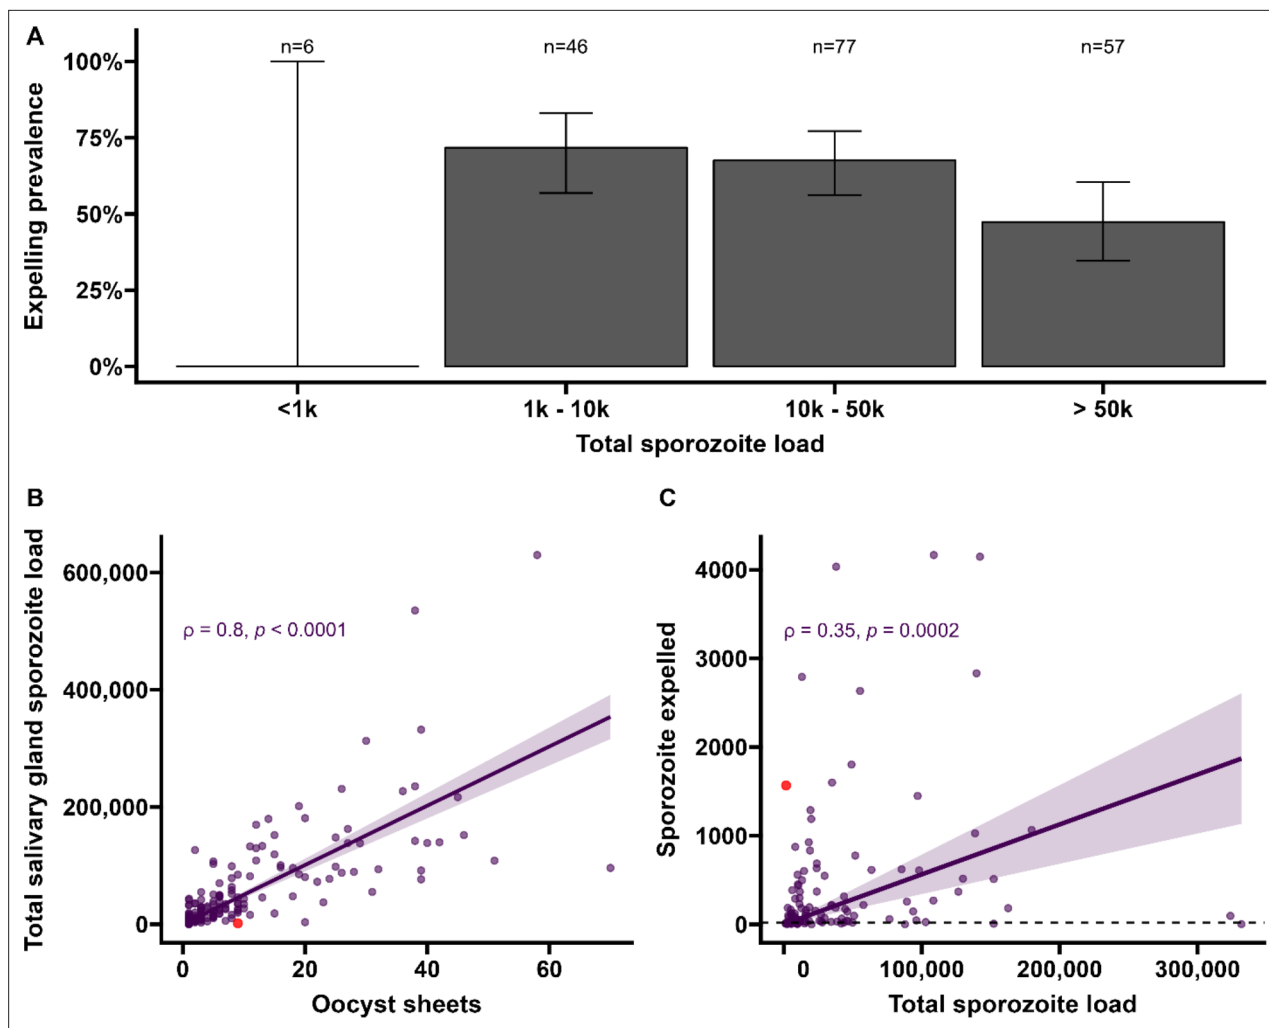 A
n=6 n=46 n=77 n=57
Expelling prevalence
100%
75%
50%
25%
0%
<1k 1k - 10k 10k - 50k > 50k
Total sporozoite load
B
Total salivary gland sporozoite load
600,000
400,000
200,000
0
ρ = 0.8, p < 0.0001
0 20 40 60
Oocyst sheets
C
Sporozoite expelled
4000
3000
2000
1000
0
ρ = 0.35, p = 0.0002
0 100,000 200,000 300,000
Total sporozoite load